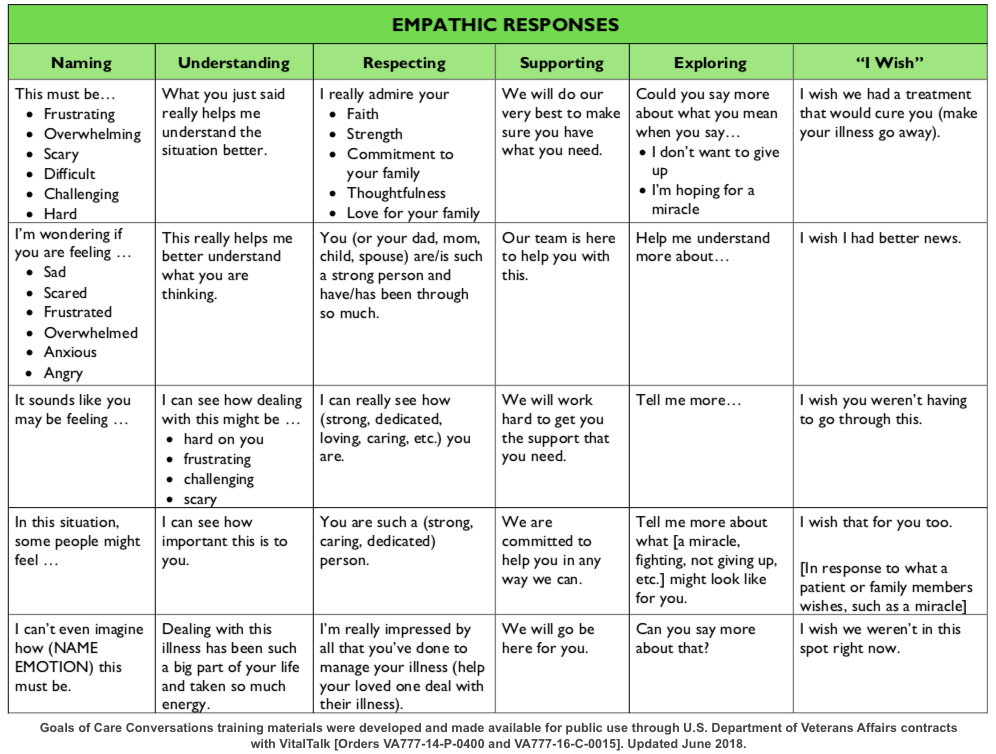 EMPATHIC RESPONSES
Naming
Understanding
Respecting
Supporting
Exploring
“I Wish”
This must be…
• Frustrating
• Overwhelming
• Scary
• Difficult
• Challenging
• Hard
What you just said
really helps me
understand the
situation better.
I really admire your
• Faith
• Strength
• Commitment to
your family
• Thoughtfulness
• Love for your family
We will do our
very best to make
sure you have
what you need.
Could you say more
about what you mean
when you say…
• I don’t want to give
up
• I’m hoping for a
miracle
I wish we had a treatment
that would cure you (make
your illness go away).
I’m wondering if
you are feeling …
• Sad
• Scared
• Frustrated
• Overwhelmed
• Anxious
• Angry
This really helps me
better understand
what you are
thinking.
You (or your dad, mom,
child, spouse) are/is such
a strong person and
have/has been through
so much.
Our team is here
to help you with
this.
Help me understand
more about…
I wish I had better news.
It sounds like you
may be feeling …
I can see how dealing
with this might be …
• hard on you
• frustrating
• challenging
• scary
I can really see how
(strong, dedicated,
loving, caring, etc.) you
are.
We will work
hard to get you
the support that
you need.
Tell me more…
I wish you weren’t having
to go through this.
In this situation,
some people might
feel …
I can see how
important this is to
you.
You are such a (strong,
caring, dedicated)
person.
We are
committed to
help you in any
way we can.
Tell me more about
what [a miracle,
fighting, not giving up,
etc.] might look like
for you.
I wish that for you too.
[In response to what a
patient or family members
wishes, such as a miracle]
I can’t even imagine
how (NAME
EMOTION) this
must be.
Dealing with this
illness has been such
a big part of your life
and taken so much
energy.
I’m really impressed by
all that you’ve done to
manage your illness (help
your loved one deal with
their illness).
We will go be
here for you.
Can you say more
about that?
I wish we weren’t in this
spot right now.
Goals of Care Conversations training materials were developed and made available for public use through U.S. Department of Veterans Affairs contracts
with VitalTalk [Orders VA777-14-P-0400 and VA777-16-C-0015]. Updated June 2018.